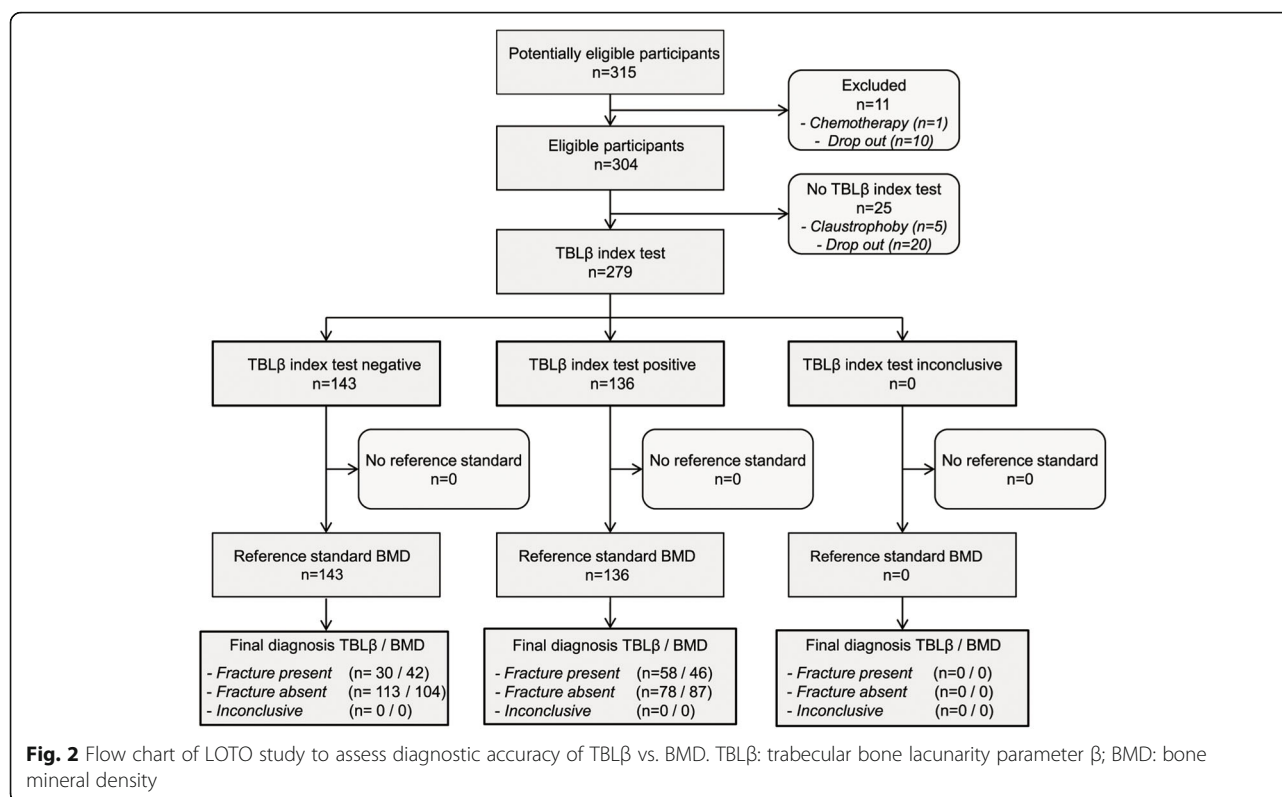 Potentially eligible participants
n=315
Excluded
n=11
- Chemotherapy (n=1)
- Drop out (n=10)
Eligible participants
n=304
No TBLβ index test
n=25
- Claustrophoby (n=5)
- Drop out (n=20)
TBLβ index test
n=279
TBLβ index test negative
n=143
TBLβ index test positive
n=136
TBLβ index test inconclusive
n=0
No reference standard
n=0
No reference standard
n=0
No reference standard
n=0
Reference standard BMD
n=143
Reference standard BMD
n=136
Reference standard BMD
n=0
Final diagnosis TBLβ / BMD
- Fracture present (n= 30 / 42)
- Fracture absent (n= 113 / 104)
- Inconclusive (n= 0 / 0)
Final diagnosis TBLβ / BMD
- Fracture present (n=58 / 46)
- Fracture absent (n=78 / 87)
- Inconclusive (n=0 / 0)
Final diagnosis TBLβ / BMD
- Fracture present (n=0 / 0)
- Fracture absent (n=0 / 0)
- Inconclusive (n=0 / 0)
Fig. 2 Flow chart of LOTO study to assess diagnostic accuracy of TBLβ vs. BMD. TBLβ: trabecular bone lacunarity parameter β; BMD: bone
mineral density